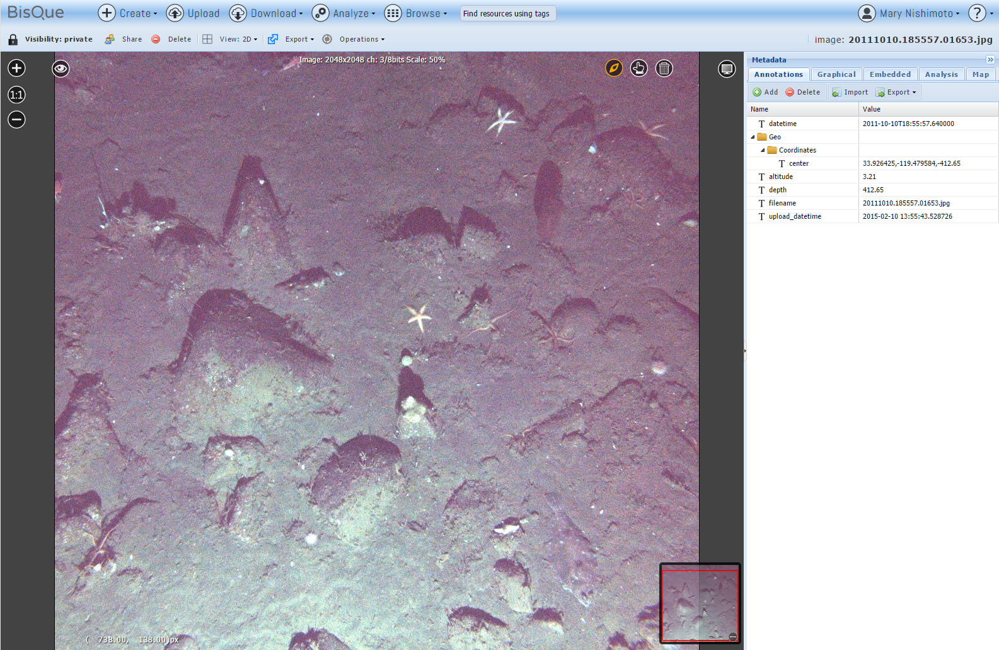 BisQue Create Upload Download Analyze Browse Find resources using tags Mary Nishimoto ?
Visibility: private Share Delete View: 2D Export Operations image: 20111010.185557.01653.jpg
Image: 2048x2048 ch: 3/8bits Scale: 50%
1:1
( 738.00, 138.00)px
Metadata
Annotations Graphical Embedded Analysis Map
Add Delete Import Export
Name Value
T datetime 2011-10-10T18:55:57.640000
Geo
Coordinates
T center 33.926425,-119.479584,-412.65
T altitude 3.21
T depth 412.65
T filename 20111010.185557.01653.jpg
T upload_datetime 2015-02-10 13:55:43.528726